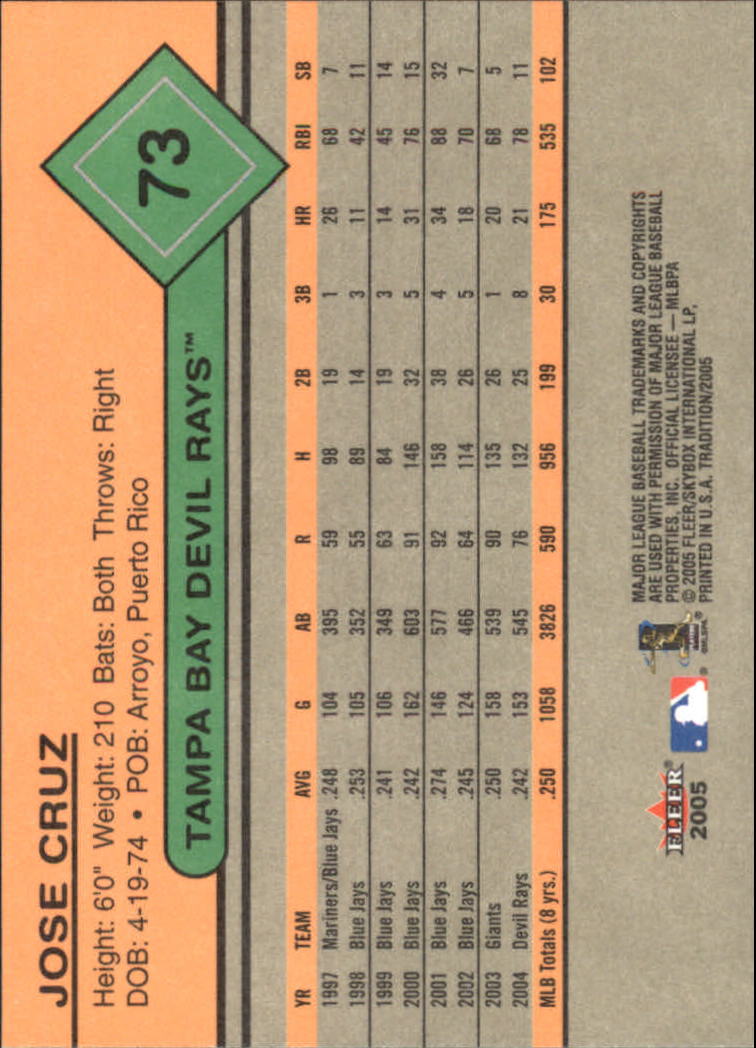 JOSE CRUZ
Height: 6'0" Weight: 210 Bats: Both Throws: Right
DOB: 4-19-74 • POB: Arroyo, Puerto Rico
73
TAMPA BAY DEVIL RAYS™
YR TEAM AVG G AB R H 2B 3B HR RBI SB
1997 Mariners/Blue Jays .248 104 395 59 98 19 1 26 68 7
1998 Blue Jays .253 105 352 55 89 14 3 11 42 11
1999 Blue Jays .241 106 349 63 84 19 3 14 45 14
2000 Blue Jays .242 162 603 91 146 32 5 31 76 15
2001 Blue Jays .274 146 577 92 158 38 4 34 88 32
2002 Blue Jays .245 124 466 64 114 26 5 18 70 7
2003 Giants .250 158 539 90 135 26 1 20 68 5
2004 Devil Rays .242 153 545 76 132 25 8 21 78 11
MLB Totals (8 yrs.) .250 1058 3826 590 956 199 30 175 535 102
FLEER®
2005
®
®
©MLBPA
MAJOR LEAGUE BASEBALL TRADEMARKS AND COPYRIGHTS
ARE USED WITH PERMISSION OF MAJOR LEAGUE BASEBALL
PROPERTIES, INC. OFFICIAL LICENSEE — MLBPA
© 2005 FLEER/SKYBOX INTERNATIONAL LP,
PRINTED IN U.S.A. TRADITION/2005